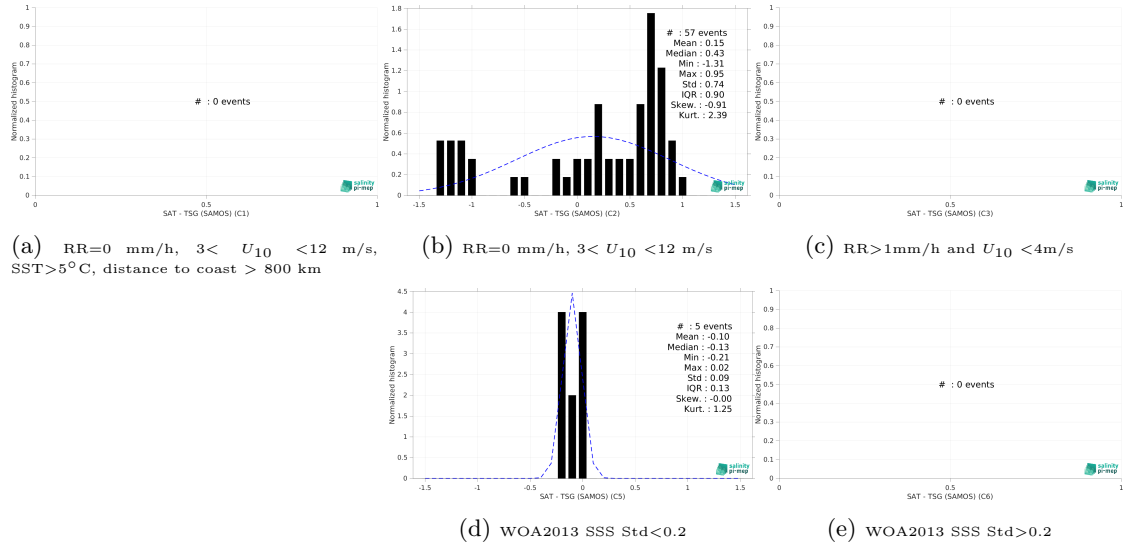 1
0.9
0.8
0.7
0.6
0.5
0.4
0.3
0.2
0.1
0
Normalized histogram
# : 0 events
salinity
pi-mep
0 0.5 1
SAT - TSG (SAMOS) (C1)
(a) RR=0 mm/h, 3< U10 <12 m/s,
SST>5°C, distance to coast > 800 km
1.8
1.6
1.4
1.2
1
0.8
0.6
0.4
0.2
0
Normalized histogram
# : 57 events
Mean : 0.15
Median : 0.43
Min : -1.31
Max : 0.95
Std : 0.74
IQR : 0.90
Skew. : -0.91
Kurt. : 2.39
salinity
pi-mep
-1.5 -1 -0.5 0 0.5 1 1.5
SAT - TSG (SAMOS) (C2)
(b) RR=0 mm/h, 3< U10 <12 m/s
1
0.9
0.8
0.7
0.6
0.5
0.4
0.3
0.2
0.1
0
Normalized histogram
# : 0 events
salinity
pi-mep
0 0.5 1
SAT - TSG (SAMOS) (C3)
(c) RR>1mm/h and U10 <4m/s
4.5
4
3.5
3
2.5
2
1.5
1
0.5
0
Normalized histogram
# : 5 events
Mean : -0.10
Median : -0.13
Min : -0.21
Max : 0.02
Std : 0.09
IQR : 0.13
Skew. : -0.00
Kurt. : 1.25
salinity
pi-mep
-1.5 -1 -0.5 0 0.5 1 1.5
SAT - TSG (SAMOS) (C5)
(d) WOA2013 SSS Std<0.2
1
0.9
0.8
0.7
0.6
0.5
0.4
0.3
0.2
0.1
0
Normalized histogram
# : 0 events
salinity
pi-mep
0 0.5 1
SAT - TSG (SAMOS) (C6)
(e) WOA2013 SSS Std>0.2